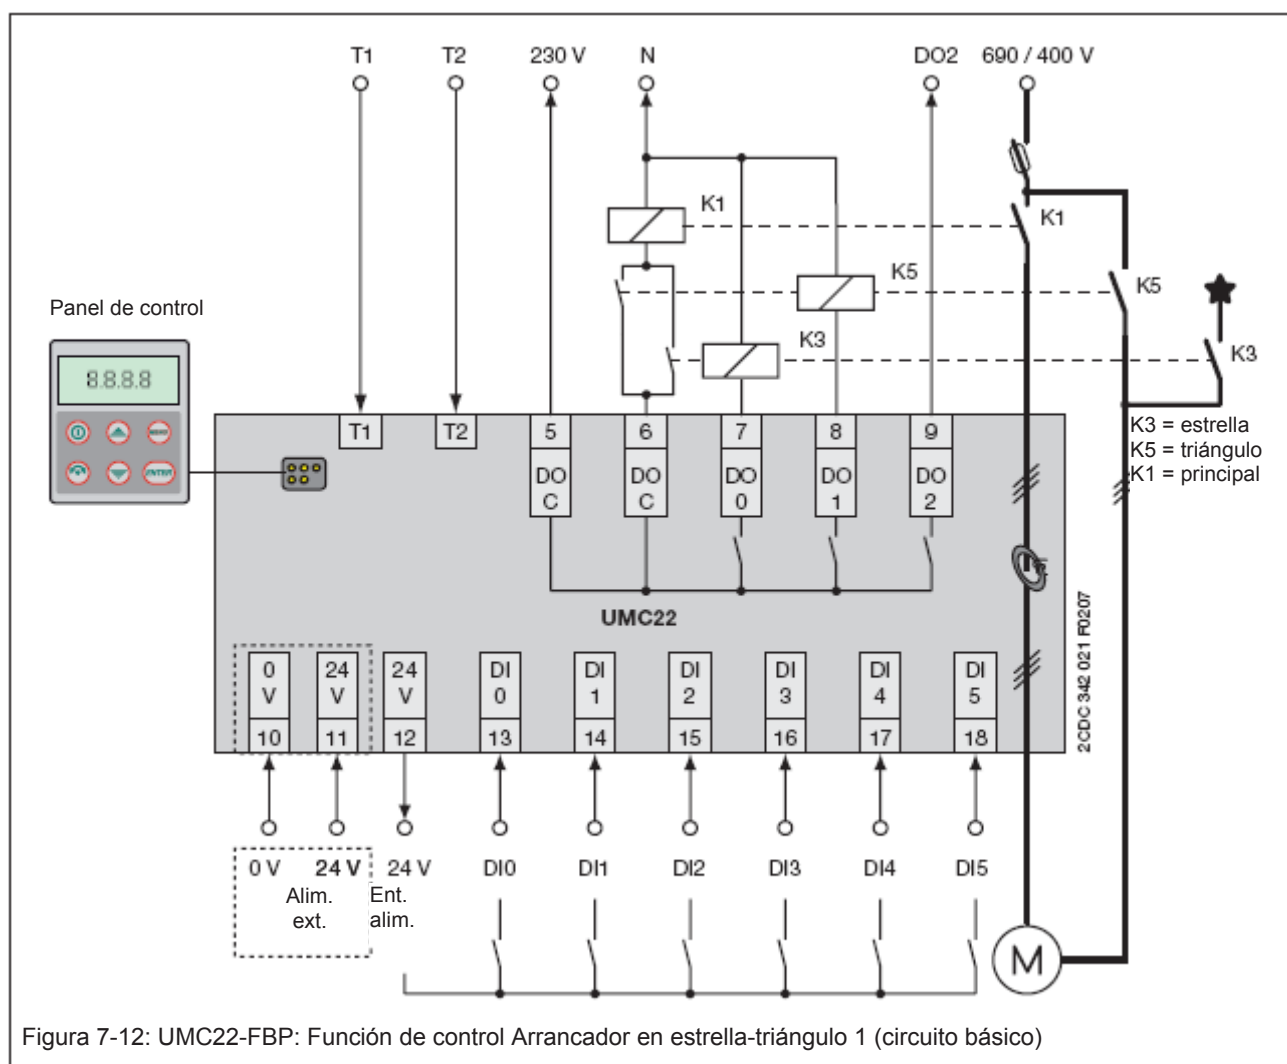 T1 T2 230 V N DO2 690 / 400 V
K1 K1
K5 K5
Panel de control
K3 K3
8.8.8.8
MENU
ENTER
T1 T2 5 6 7 8 9
DO C DO C DO 0 DO 1 DO 2
K3 = estrella
K5 = triángulo
K1 = principal
UMC22
2CDC 342 021 F0207
0 V 24 V 24 V DI 0 DI 1 DI 2 DI 3 DI 4 DI 5
10 11 12 13 14 15 16 17 18
0 V 24 V 24 V DI0 DI1 DI2 DI3 DI4 DI5
Alim. ext.
Ent. alim.
M
Figura 7-12: UMC22-FBP: Función de control Arrancador en estrella-triángulo 1 (circuito básico)